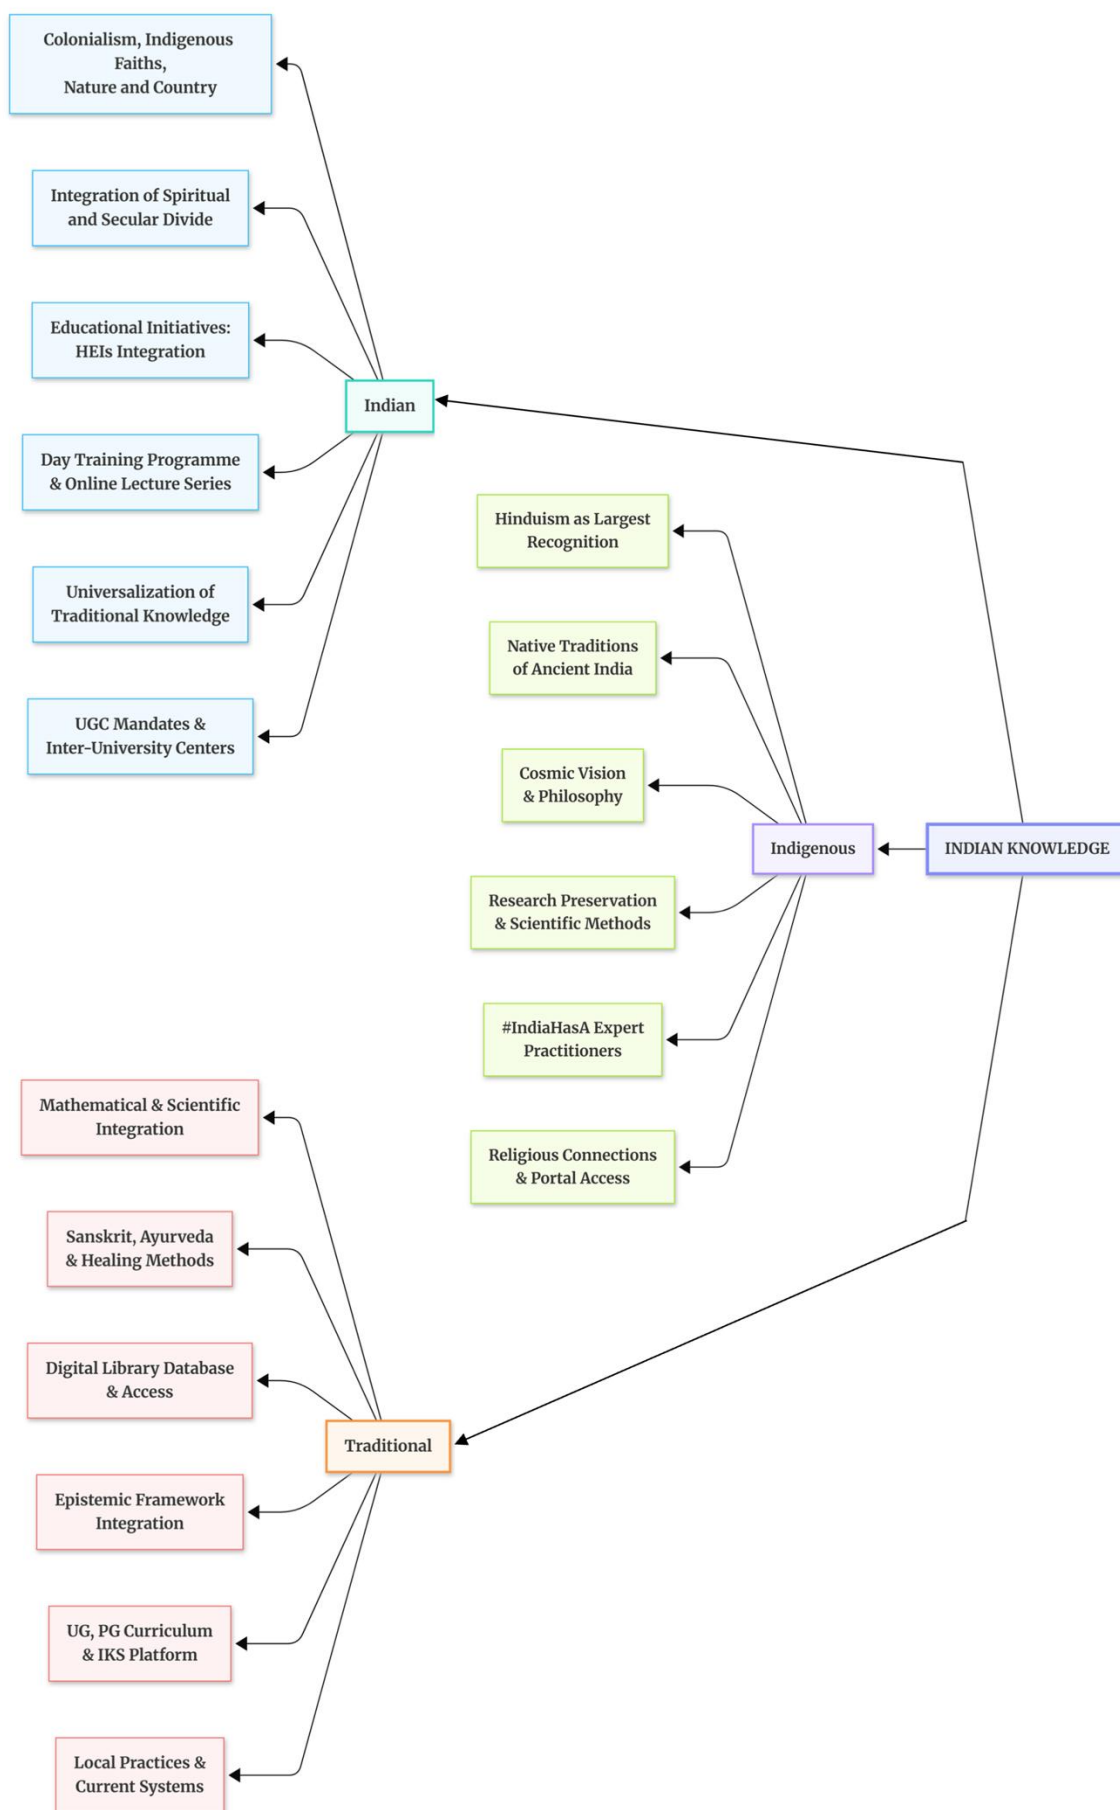 Colonialism, Indigenous
Faiths,
Nature and Country
Integration of Spiritual
and Secular Divide
Educational Initiatives:
HEIs Integration
Indian
Day Training Programme
& Online Lecture Series
Universalization of
Traditional Knowledge
UGC Mandates &
Inter-University Centers
Hinduism as Largest
Recognition
Native Traditions
of Ancient India
Cosmic Vision
& Philosophy
Indigenous
INDIAN KNOWLEDGE
Research Preservation
& Scientific Methods
#IndiaHasA Expert
Practitioners
Religious Connections
& Portal Access
Mathematical & Scientific
Integration
Sanskrit, Ayurveda
& Healing Methods
Digital Library Database
& Access
Traditional
Epistemic Framework
Integration
UG, PG Curriculum
& IKS Platform
Local Practices &
Current Systems